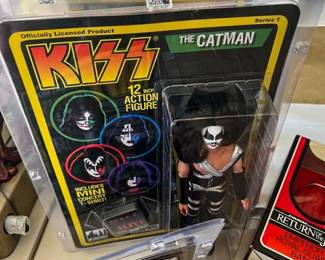 Officially Licensed Product
Series 1
KISS
THE CATMAN
12 INCH
ACTION
FIGURE
INCLUDES
MINI
CONCERT
T-SHIRT!
RETURN